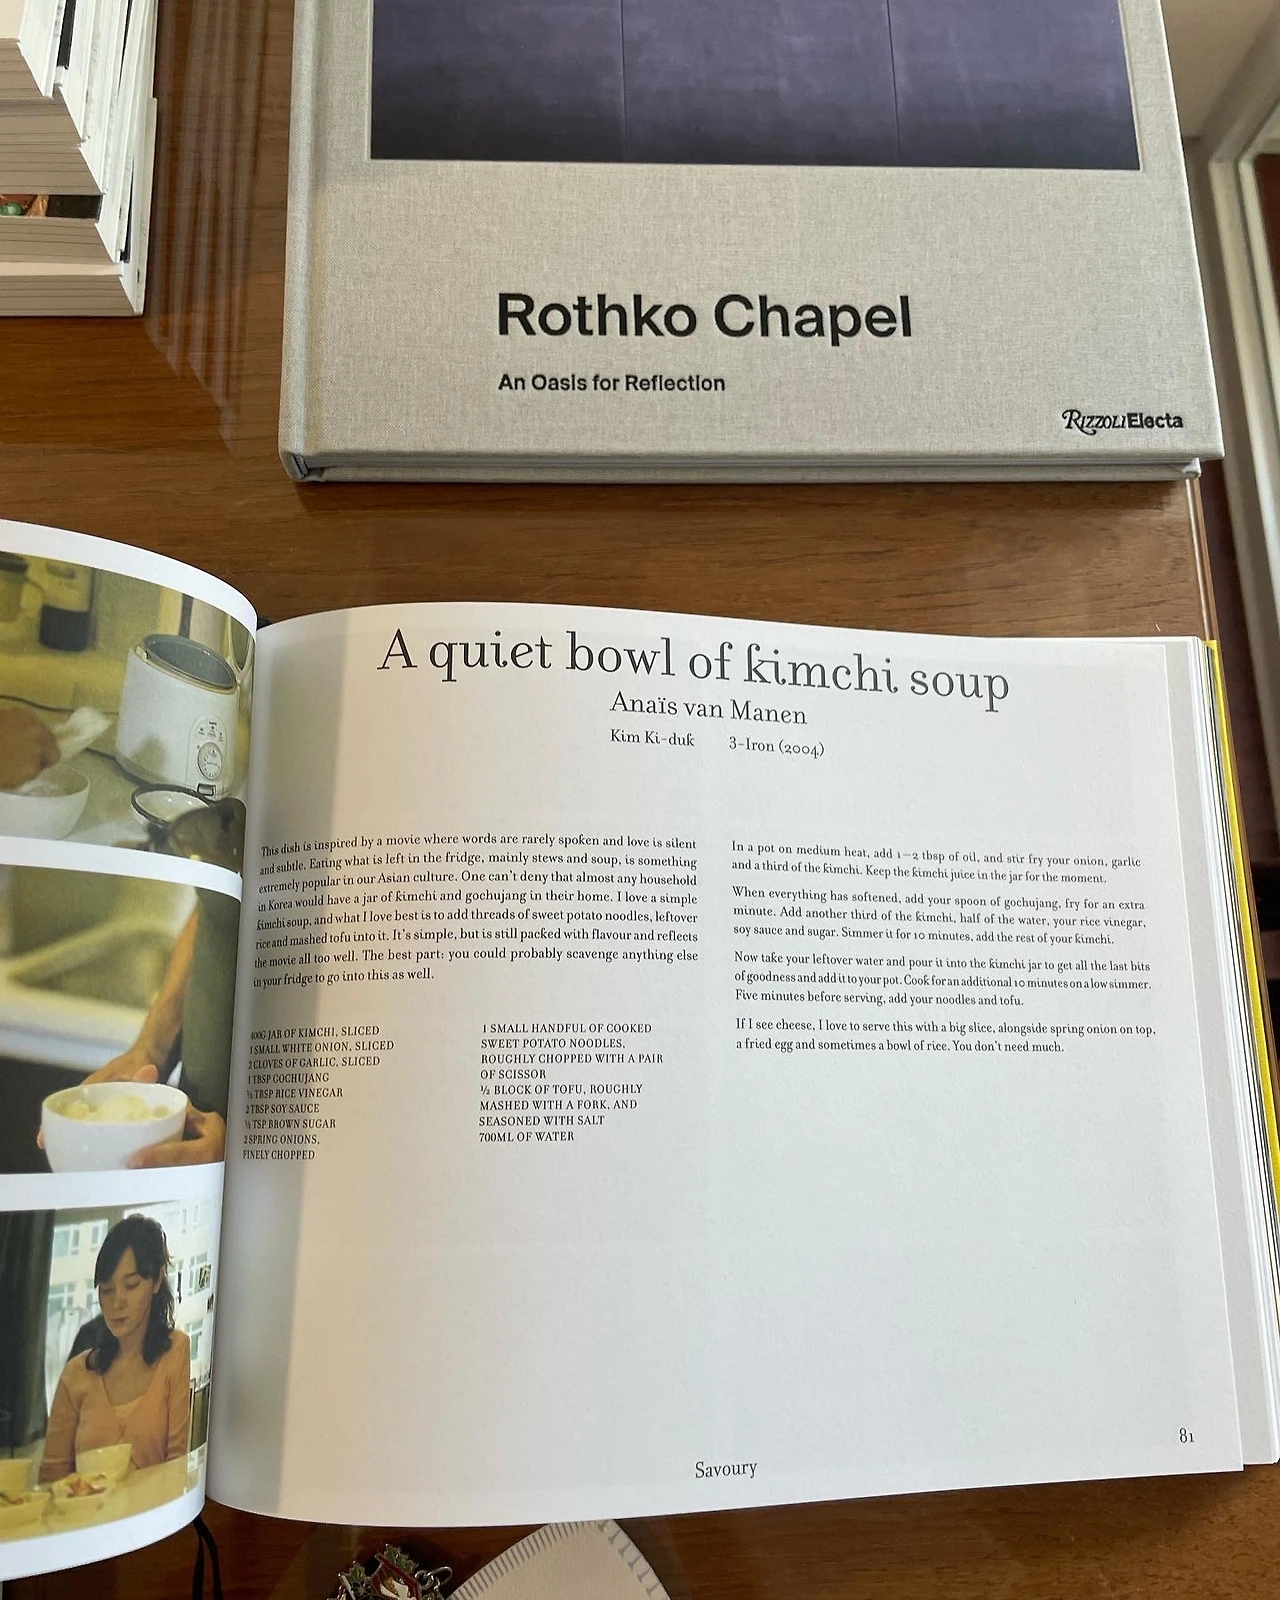 Rothko Chapel
An Oasis for Reflection
RIZZOLI Electa
A quiet bowl of kimchi soup
Anaïs van Manen
Kim Ki-duk 3-Iron (2004)
This dish is inspired by a movie where words are rarely spoken and love is silent
and subtle. Eating what is left in the fridge, mainly stews and soup, is something
extremely popular in our Asian culture. One can't deny that almost any household
in Korea would have a jar of kimchi and gochujang in their home. I love a simple
kimchi soup, and what I love best is to add threads of sweet potato noodles, leftover
rice and mashed tofu into it. It's simple, but is still packed with flavour and reflects
the movie all too well. The best part: you could probably scavenge anything else
in your fridge to go into this as well.
400G JAR OF KIMCHI, SLICED
1 SMALL WHITE ONION, SLICED
2 CLOVES OF GARLIC, SLICED
1 TBSP GOCHUJANG
½ TBSP RICE VINEGAR
2 TBSP SOY SAUCE
½ TSP BROWN SUGAR
2 SPRING ONIONS,
FINELY CHOPPED
1 SMALL HANDFUL OF COOKED
SWEET POTATO NOODLES,
ROUGHLY CHOPPED WITH A PAIR
OF SCISSOR
½ BLOCK OF TOFU, ROUGHLY
MASHED WITH A FORK, AND
SEASONED WITH SALT
700ML OF WATER
In a pot on medium heat, add 1–2 tbsp of oil, and stir fry your onion, garlic
and a third of the kimchi. Keep the kimchi juice in the jar for the moment.
When everything has softened, add your spoon of gochujang, fry for an extra
minute. Add another third of the kimchi, half of the water, your rice vinegar,
soy sauce and sugar. Simmer it for 10 minutes, add the rest of your kimchi.
Now take your leftover water and pour it into the kimchi jar to get all the last bits
of goodness and add it to your pot. Cook for an additional 10 minutes on a low simmer.
Five minutes before serving, add your noodles and tofu.
If I see cheese, I love to serve this with a big slice, alongside spring onion on top,
a fried egg and sometimes a bowl of rice. You don't need much.
81
Savoury